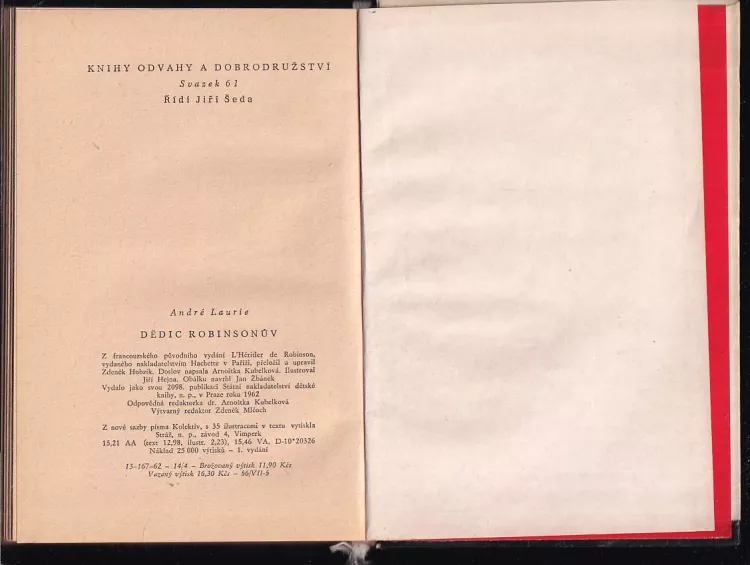 KNIHY ODVAHY A DOBRODRUŽSTVÍ
Svazek 61
Řídí Jiří Šeda
André Laurie
DĚDIC ROBINSONŮV
Z francouzského původního vydání L'Héritier de Robinson,
vydaného nakladatelstvím Hachette v Paříži, přeložil a upravil
Zdeněk Hobzík. Doslov napsala Arnoštka Kubelková. Ilustroval
Jiří Hejna. Obálku navrhl Jan Žbánek
Vydalo jako svou 2098. publikaci Státní nakladatelství dětské
knihy, n. p., v Praze roku 1962
Odpovědná redaktorka dr. Arnoštka Kubelková
Výtvarný redaktor Zdeněk Mlčoch
Z nové sazby písma Kolektiv, s 35 ilustracemi v textu vytiskla
Stráž, n. p., závod 4, Vimperk
15,21 AA (text 12,98, ilustr. 2,23), 15,46 VA, D-10*20326
Náklad 25 000 výtisků – 1. vydání
13-167-62 – 14/4 – Brožovaný výtisk 11,90 Kčs
Vázaný výtisk 16,30 Kčs – 56/VII-5